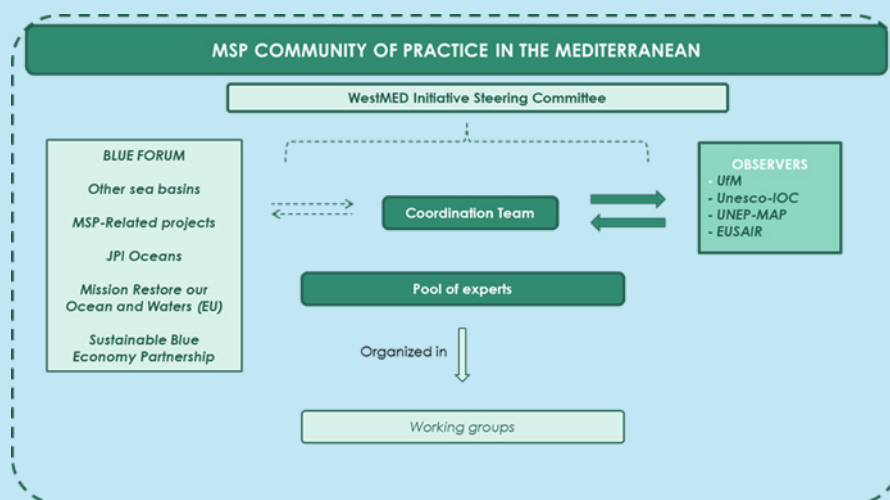 MSP COMMUNITY OF PRACTICE IN THE MEDITERRANEAN
WestMED Initiative Steering Committee
BLUE FORUM
Other sea basins
MSP-Related projects
JPI Oceans
Mission Restore our
Ocean and Waters (EU)
Sustainable Blue
Economy Partnership
Coordination Team
OBSERVERS
- UfM
- Unesco-IOC
- UNEP-MAP
- EUSAIR
Pool of experts
Organized in
Working groups